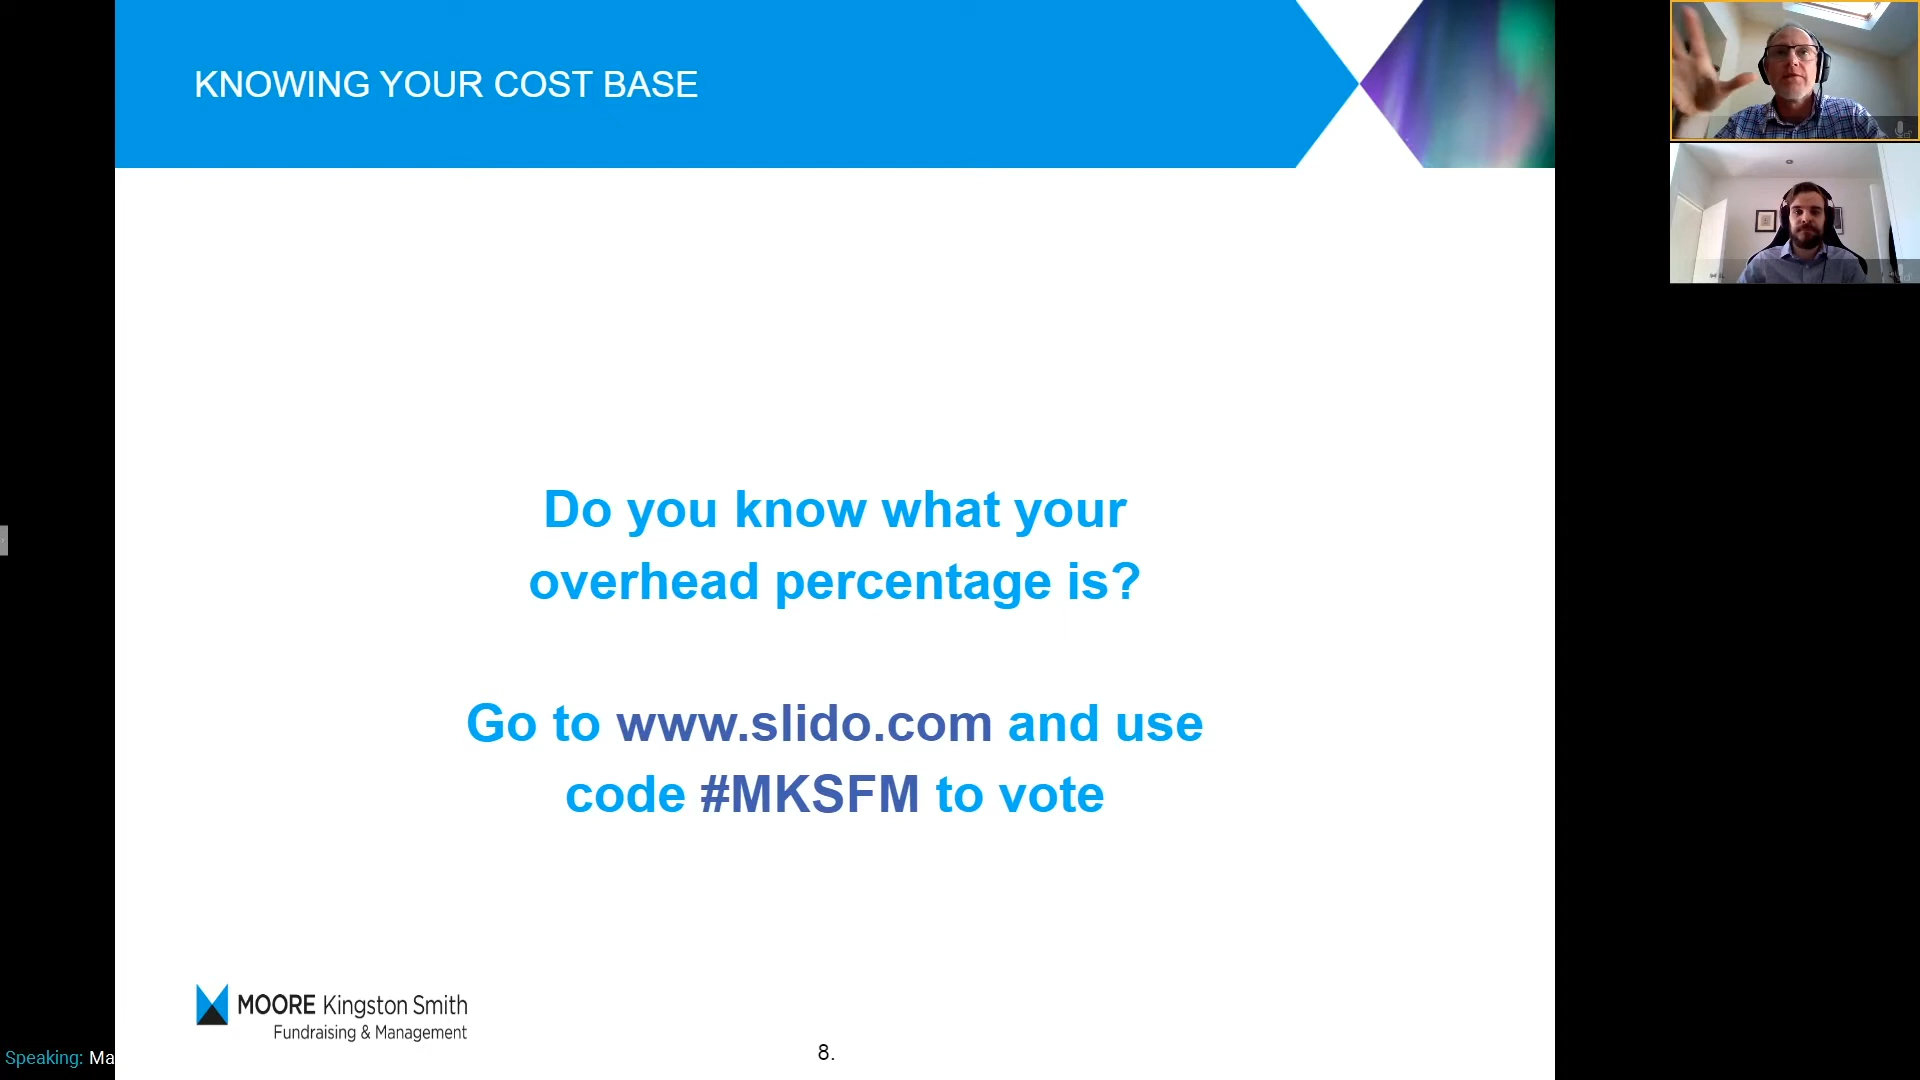 KNOWING YOUR COST BASE
Do you know what your
overhead percentage is?
Go to www.slido.com and use
code #MKSFM to vote
MOORE Kingston Smith
Fundraising & Management
8.
Speaking: Ma